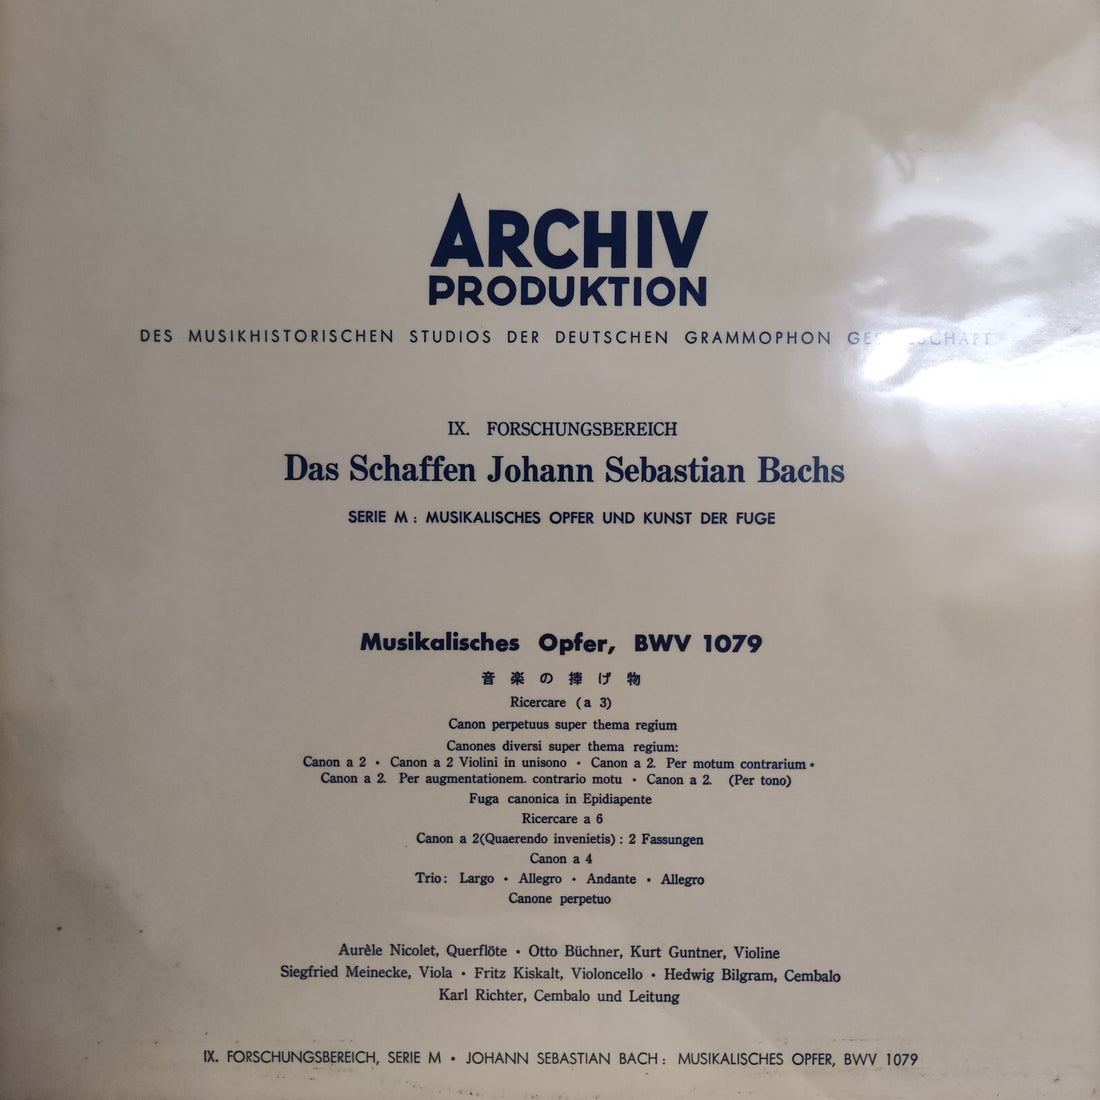 ARCHIV
PRODUKTION
DES MUSIKHISTORISCHEN STUDIOS DER DEUTSCHEN GRAMMOPHON GESELLSCHAFT
IX. FORSCHUNGSBEREICH
Das Schaffen Johann Sebastian Bachs
SERIE M : MUSIKALISCHES OPFER UND KUNST DER FUGE
Musikalisches Opfer, BWV 1079
音楽の捧げ物
Ricercare (a 3)
Canon perpetuus super thema regium
Canones diversi super thema regium:
Canon a 2 • Canon a 2 Violini in unisono • Canon a 2. Per motum contrarium •
Canon a 2. Per augmentationem. contrario motu • Canon a 2. (Per tono)
Fuga canonica in Epidiapente
Ricercare a 6
Canon a 2(Quaerendo invenietis) : 2 Fassungen
Canon a 4
Trio : Largo • Allegro • Andante • Allegro
Canone perpetuo
Aurèle Nicolet, Querflöte • Otto Büchner, Kurt Guntner, Violine
Siegfried Meinecke, Viola • Fritz Kiskalt, Violoncello • Hedwig Bilgram, Cembalo
Karl Richter, Cembalo und Leitung
IX. FORSCHUNGSBEREICH, SERIE M • JOHANN SEBASTIAN BACH : MUSIKALISCHES OPFER, BWV 1079